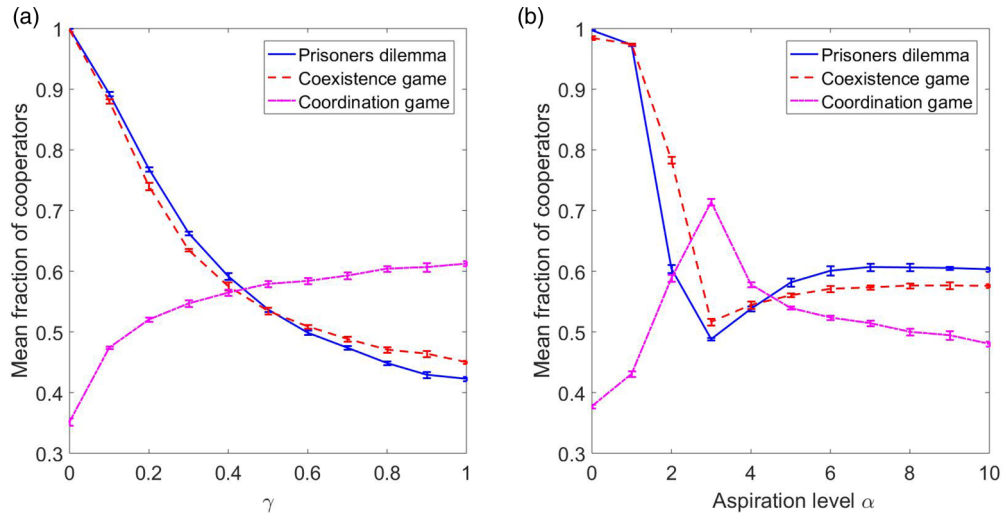 (a)
1
0.9
0.8
0.7
0.6
0.5
0.4
0.3
Mean fraction of cooperators
0 0.2 0.4 0.6 0.8 1
γ
Prisoners dilemma
Coexistence game
Coordination game
(b)
1
0.9
0.8
0.7
0.6
0.5
0.4
0.3
Mean fraction of cooperators
0 2 4 6 8 10
Aspiration level α
Prisoners dilemma
Coexistence game
Coordination game